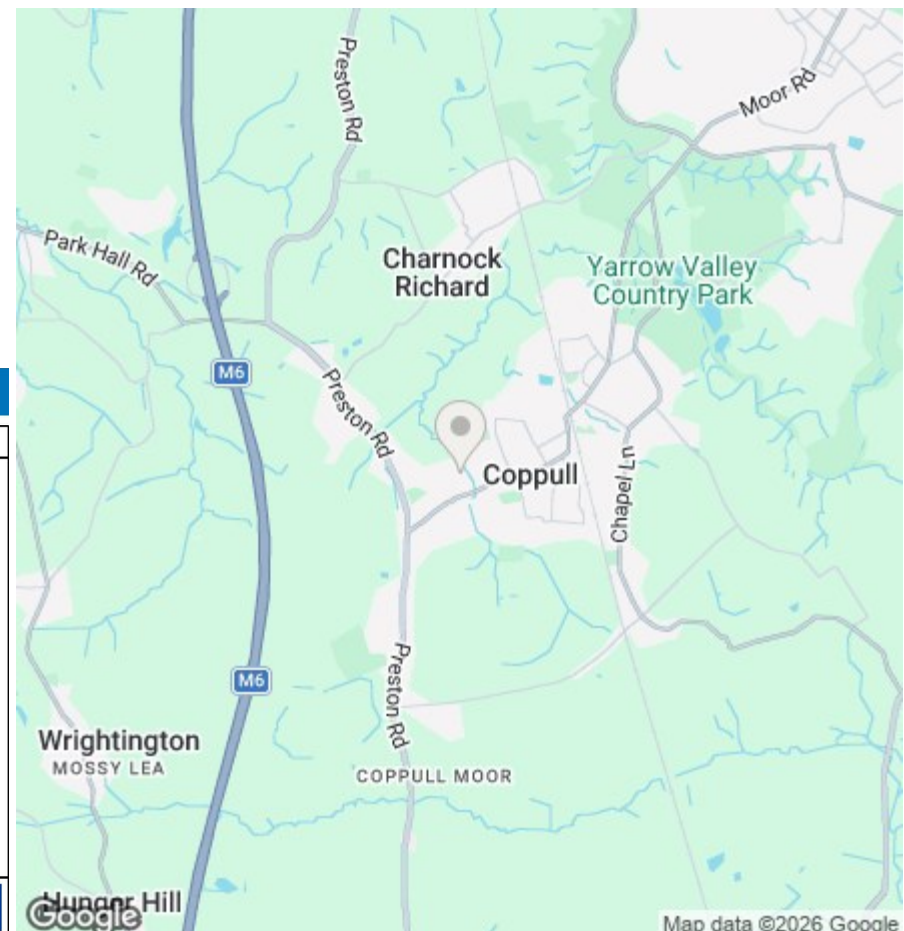 Preston Rd
Moor Rd
Park Hall Rd
Charnock
Richard
Yarrow Valley
Country Park
M6
Preston Rd
Coppull
Chapel Ln
M6
Preston Rd
Wrightington
MOSSY LEA
COPPULL MOOR
Hunger Hill
Google
Map data ©2026 Google